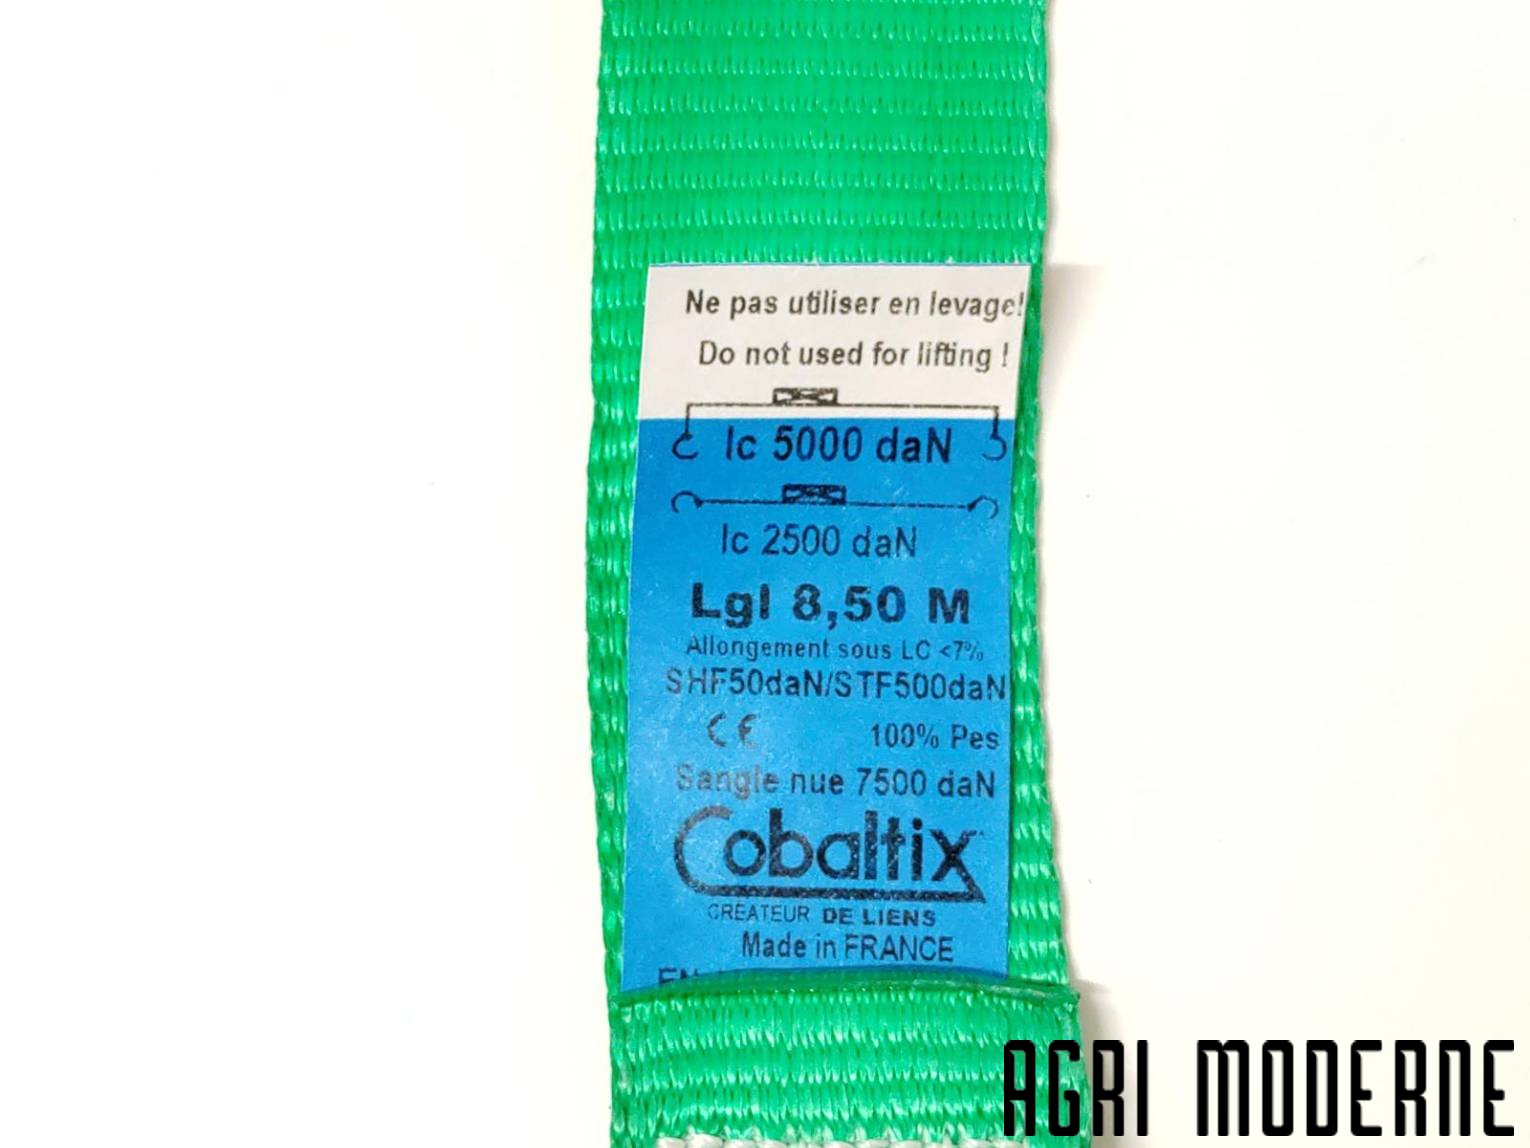 Ne pas utiliser en levage!
Do not used for lifting !
lc 5000 daN
lc 2500 daN
Lgl 8,50 M
Allongement sous LC <7%
SHF50daN/STF500daN
CE 100% Pes
Sangle nue 7500 daN
Cobaltix
CREATEUR DE LIENS
Made in FRANCE
AGRI MODERNE